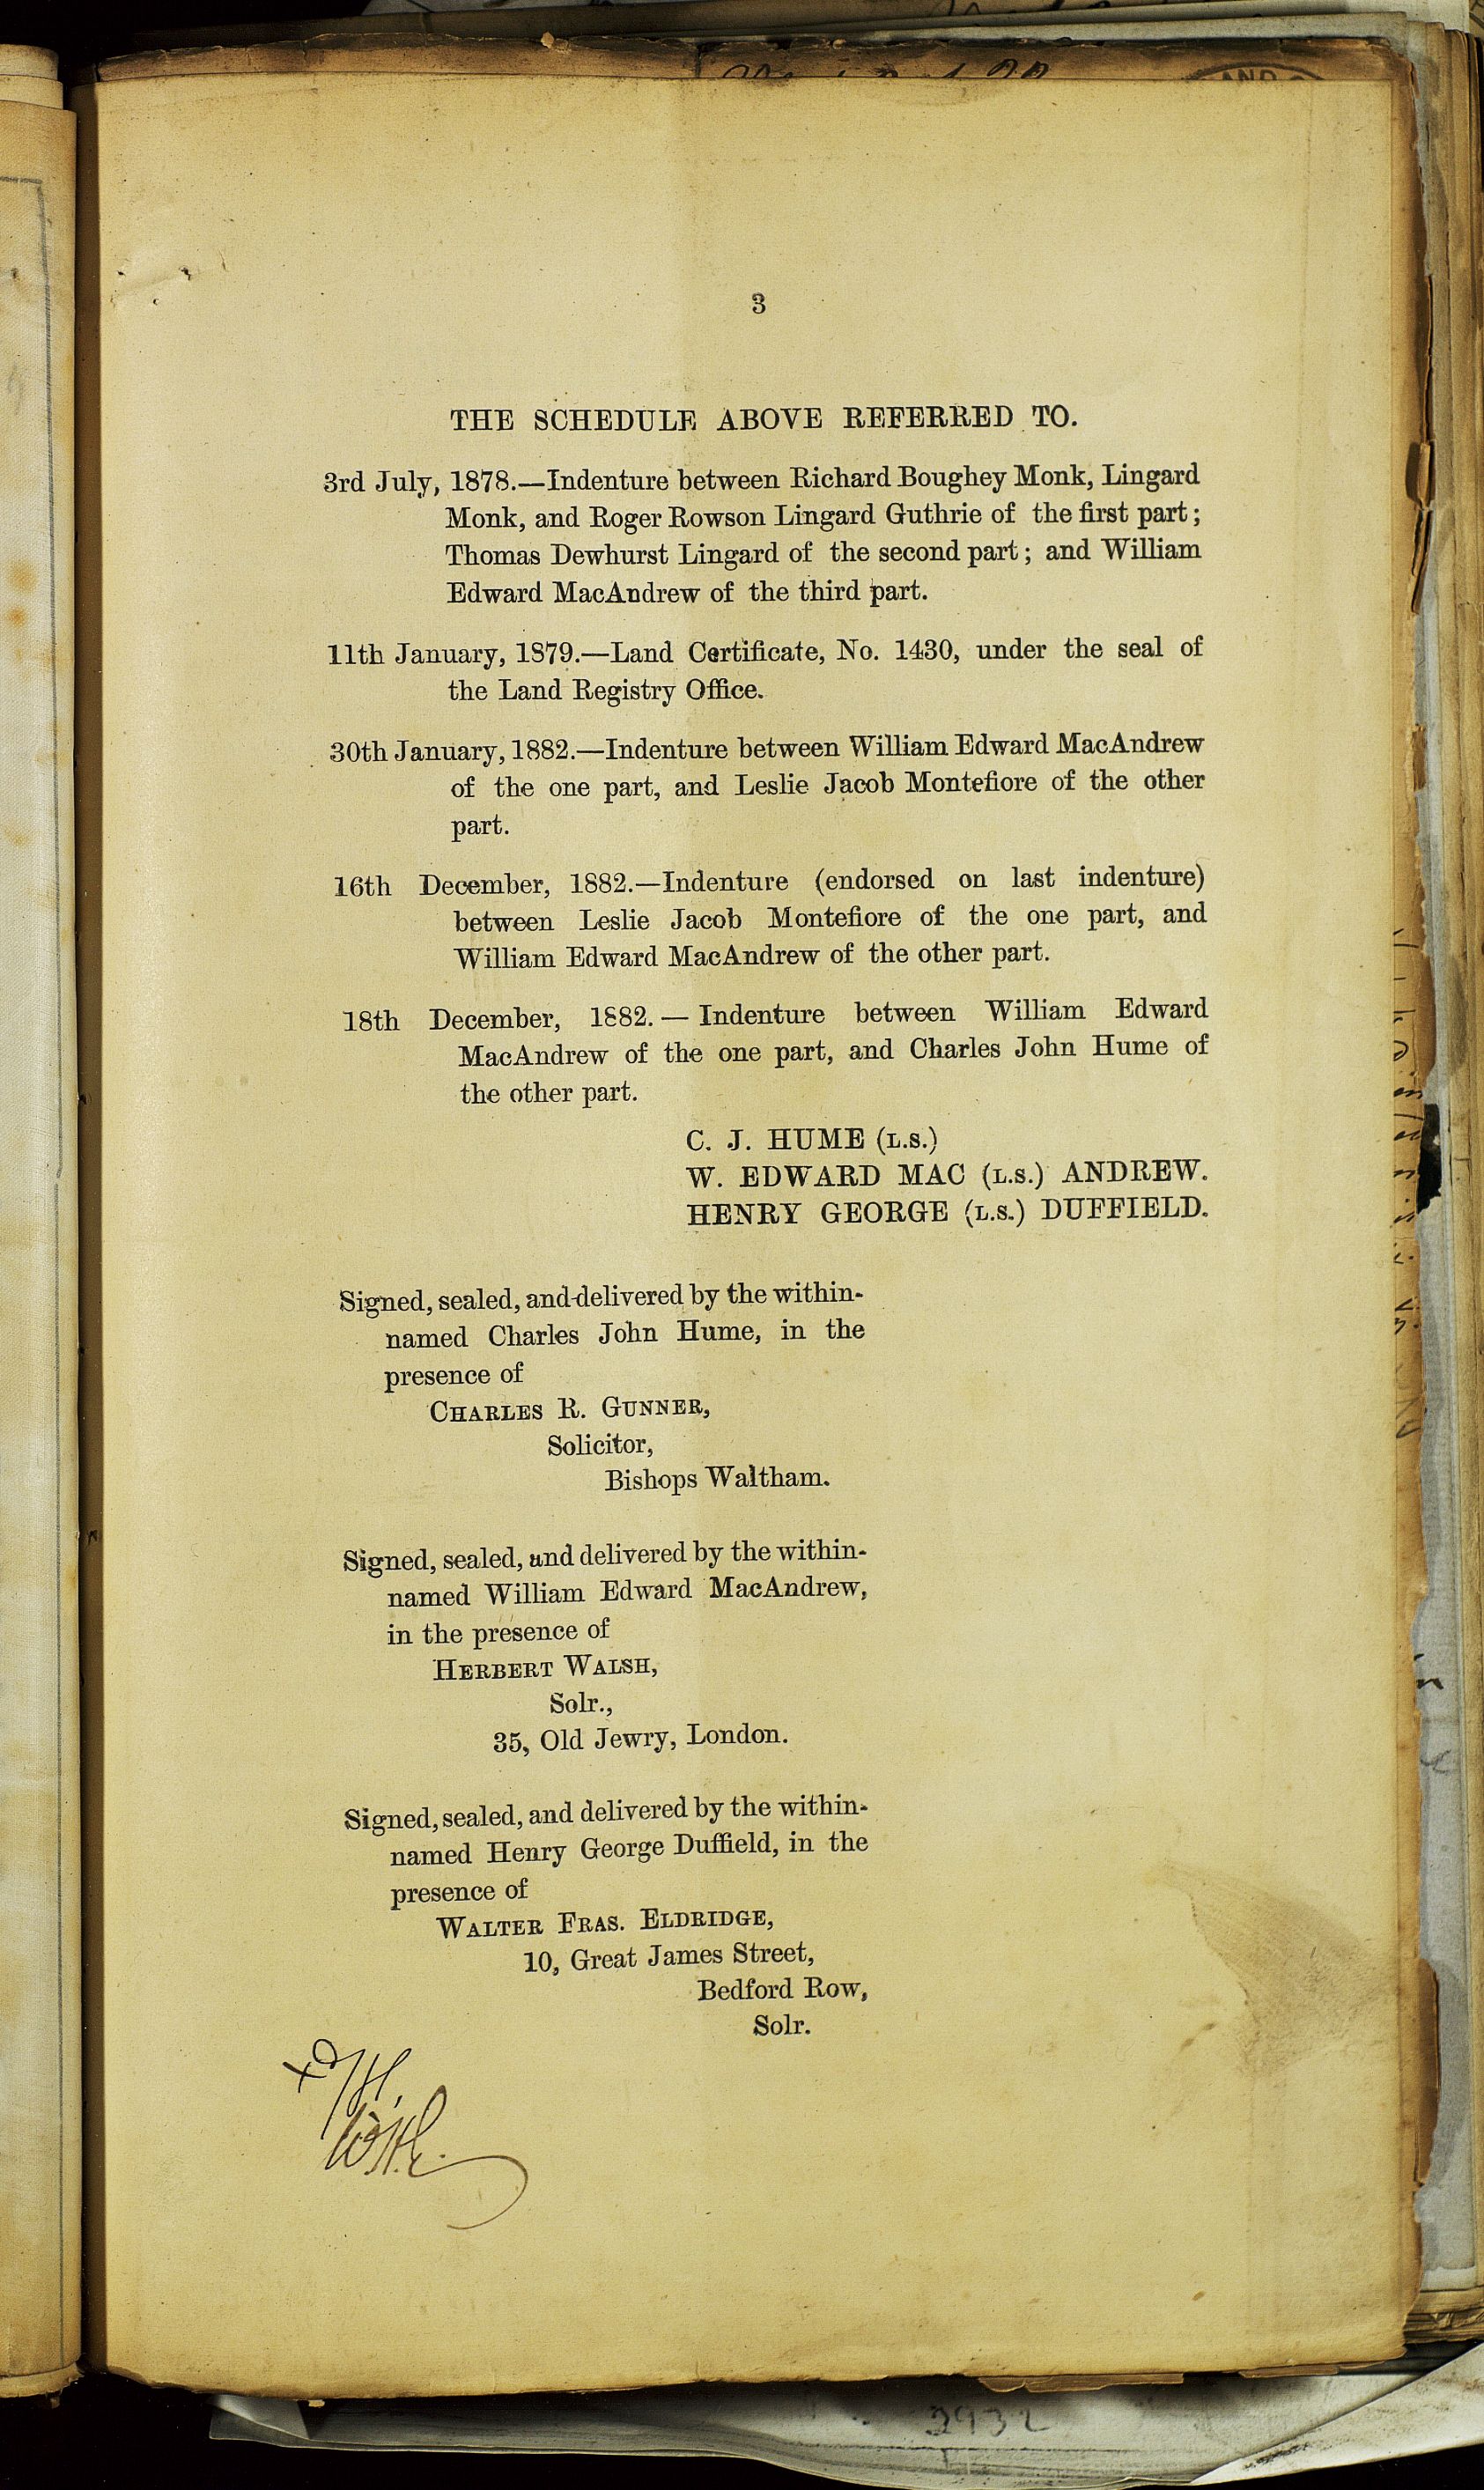 3
THE SCHEDULE ABOVE REFERRED TO.
3rd July, 1878.—Indenture between Richard Boughey Monk, Lingard
Monk, and Roger Rowson Lingard Guthrie of the first part;
Thomas Dewhurst Lingard of the second part; and William
Edward MacAndrew of the third part.
11th January, 1879.—Land Certificate, No. 1430, under the seal of
the Land Registry Office.
30th January, 1882.—Indenture between William Edward MacAndrew
of the one part, and Leslie Jacob Montefiore of the other
part.
16th December, 1882.—Indenture (endorsed on last indenture)
between Leslie Jacob Montefiore of the one part, and
William Edward MacAndrew of the other part.
18th December, 1882.—Indenture between William Edward
MacAndrew of the one part, and Charles John Hume of
the other part.
C. J. HUME (L.S.)
W. EDWARD MAC (L.S.) ANDREW.
HENRY GEORGE (L.S.) DUFFIELD.
Signed, sealed, and delivered by the within-
named Charles John Hume, in the
presence of
CHARLES R. GUNNER,
Solicitor,
Bishops Waltham.
Signed, sealed, and delivered by the within-
named William Edward MacAndrew,
in the presence of
HERBERT WALSH,
Solr.,
35, Old Jewry, London.
Signed, sealed, and delivered by the within-
named Henry George Duffield, in the
presence of
WALTER FRAS. ELDRIDGE,
10, Great James Street,
Bedford Row,
Solr.
2932